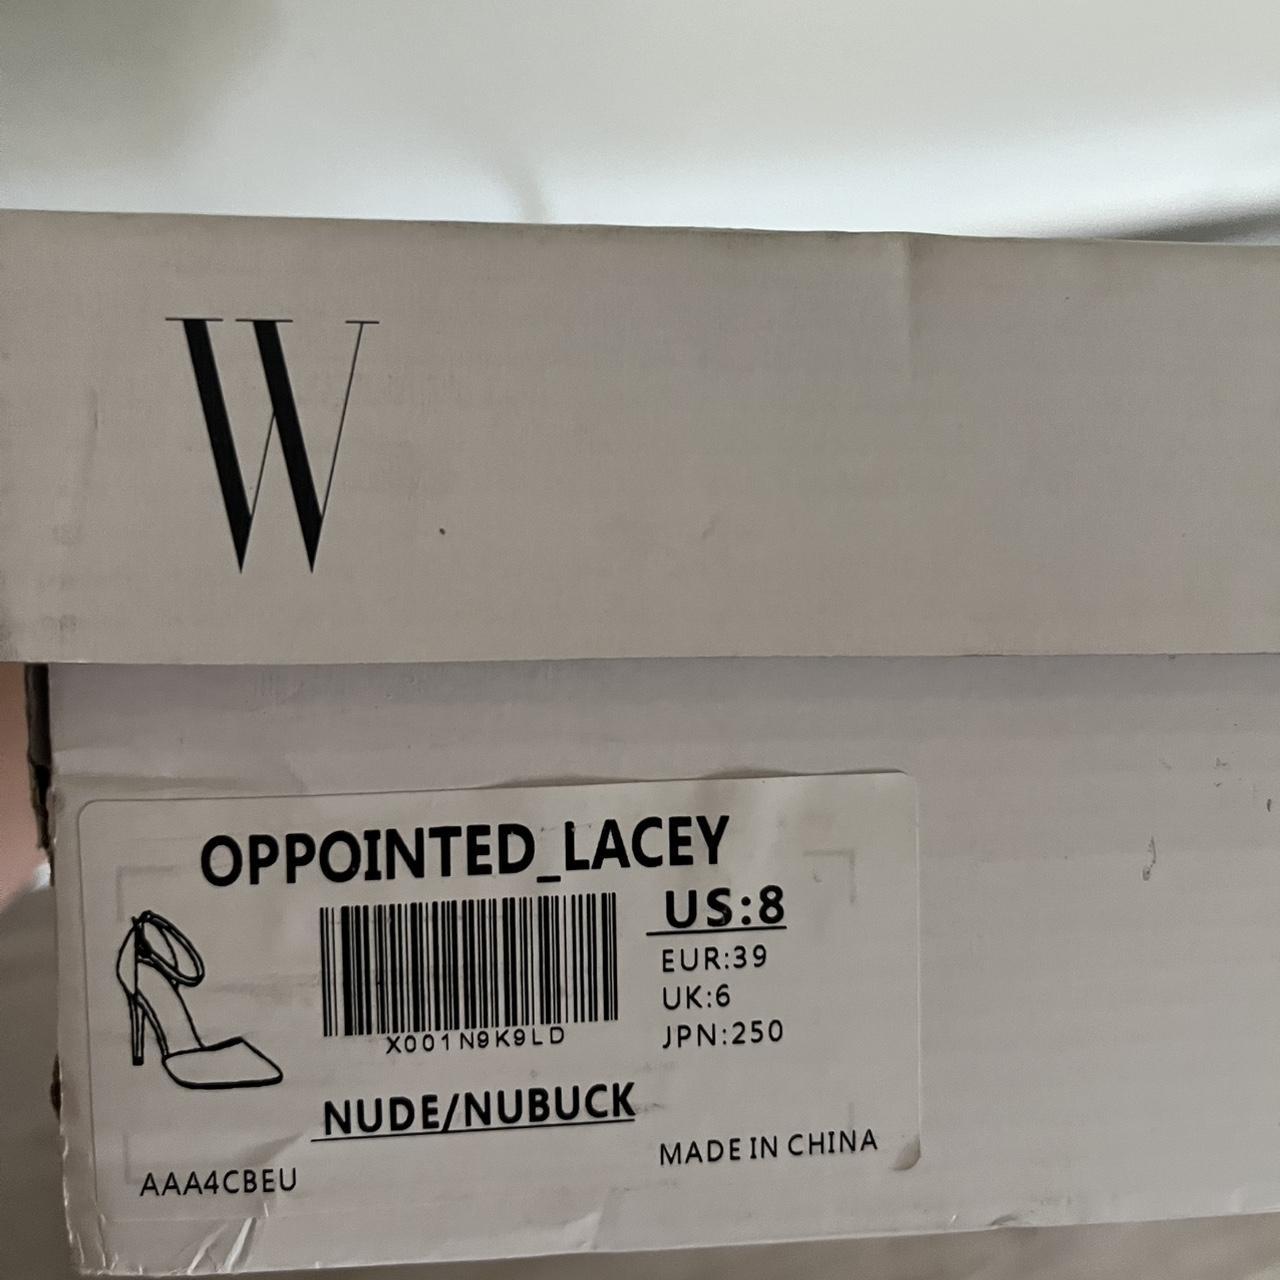 W
OPPOINTED_LACEY
US:8
EUR:39
UK:6
JPN:250
X001N9K9LD
NUDE/NUBUCK
MADE IN CHINA
AAA4CBEU